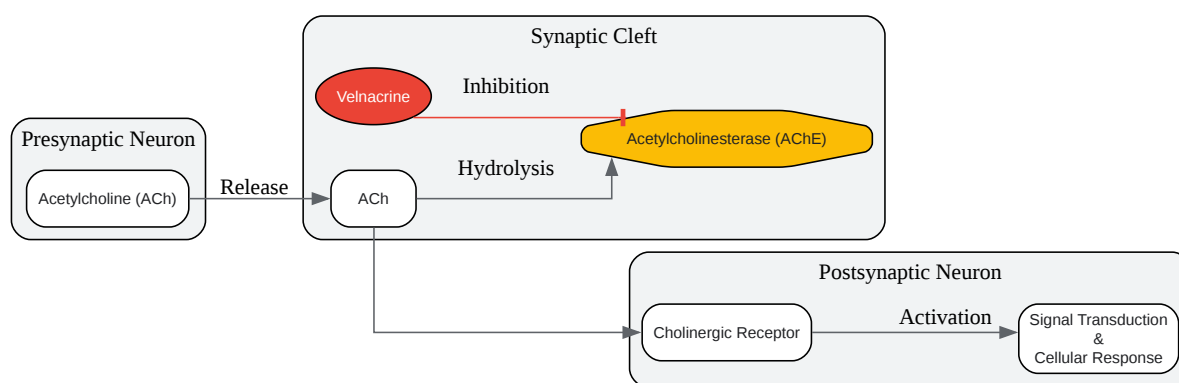 Synaptic Cleft
Velnacrine
Inhibition
Acetylcholinesterase (AChE)
Presynaptic Neuron
Acetylcholine (ACh)
Release
Hydrolysis
ACh
Postsynaptic Neuron
Cholinergic Receptor
Activation
Signal Transduction
&
Cellular Response